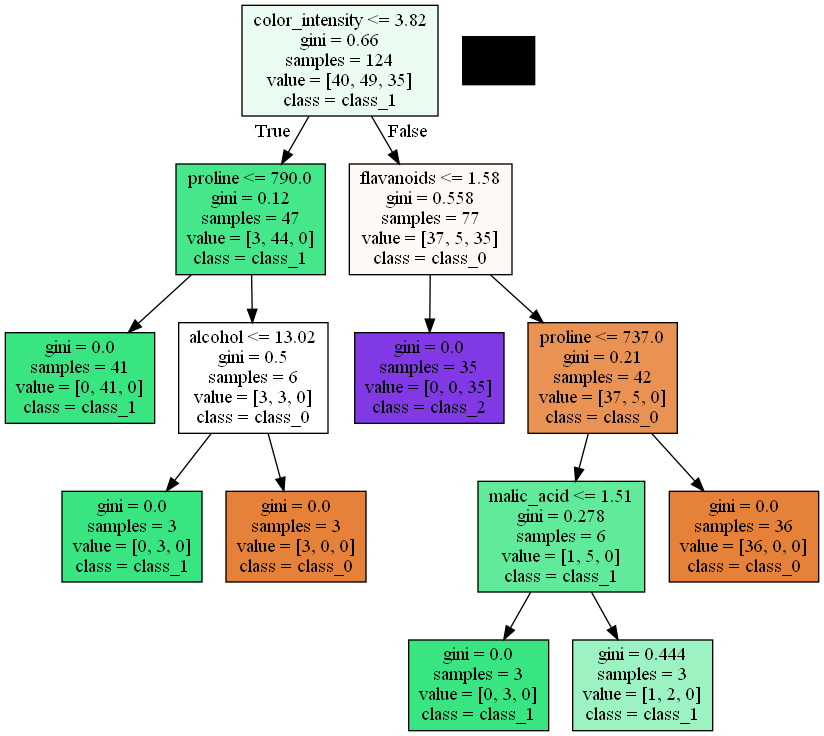 color_intensity <= 3.82
gini = 0.66
samples = 124
value = [40, 49, 35]
class = class_1
True
False
proline <= 790.0
gini = 0.12
samples = 47
value = [3, 44, 0]
class = class_1
flavanoids <= 1.58
gini = 0.558
samples = 77
value = [37, 5, 35]
class = class_0
gini = 0.0
samples = 41
value = [0, 41, 0]
class = class_1
alcohol <= 13.02
gini = 0.5
samples = 6
value = [3, 3, 0]
class = class_0
gini = 0.0
samples = 35
value = [0, 0, 35]
class = class_2
proline <= 737.0
gini = 0.21
samples = 42
value = [37, 5, 0]
class = class_0
gini = 0.0
samples = 3
value = [0, 3, 0]
class = class_1
gini = 0.0
samples = 3
value = [3, 0, 0]
class = class_0
malic_acid <= 1.51
gini = 0.278
samples = 6
value = [1, 5, 0]
class = class_1
gini = 0.0
samples = 36
value = [36, 0, 0]
class = class_0
gini = 0.0
samples = 3
value = [0, 3, 0]
class = class_1
gini = 0.444
samples = 3
value = [1, 2, 0]
class = class_1